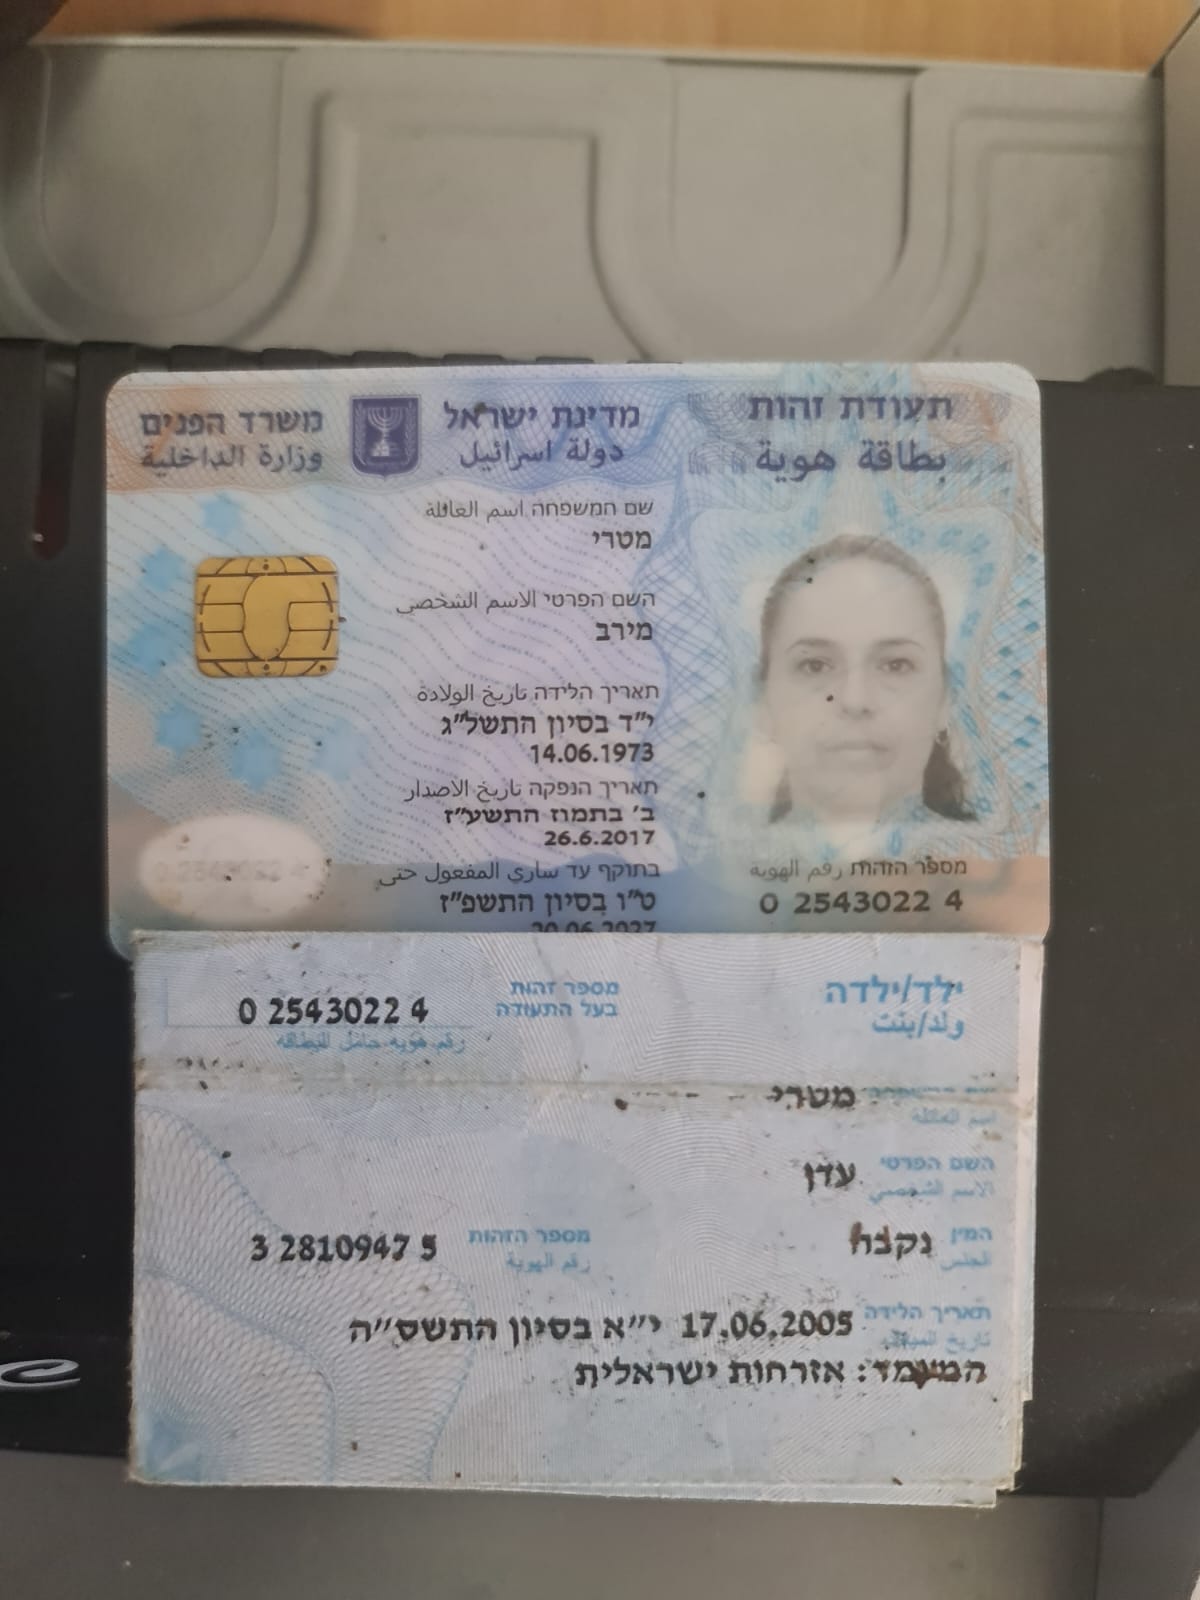 תעודת זהות
بطاقة هوية
מדינת ישראל
دولة اسرائيل
משרד הפנים
وزارة الداخلية
שם המשפחה اسم العائلة
מטרי
השם הפרטי الاسم الشخصي
מירב
תאריך הלידה تاريخ الولادة
י"ד בסיון התשל"ג
14.06.1973
תאריך הנפקה تاريخ الاصدار
ב' בתמוז התשע"ז
26.6.2017
בתוקף עד ساري المفعول حتى
ט"ו בסיון התשפ"ז
מספר הזהות رقم الهوية
0 2543022 4
ילד/ילדה
ولد/بنت
מספר זהות
בעל התעודה
0 2543022 4
رقم هوية حامل البطاقة
מטרי
اسم العائلة
השם הפרטי עדן
الاسم الشخصي
המין נקבה
الجنس
מספר הזהות 3 2810947 5
رقم الهوية
תאריך הלידה 17.06.2005 י"א בסיון התשס"ה
تاريخ
המעמד: אזרחות ישראלית